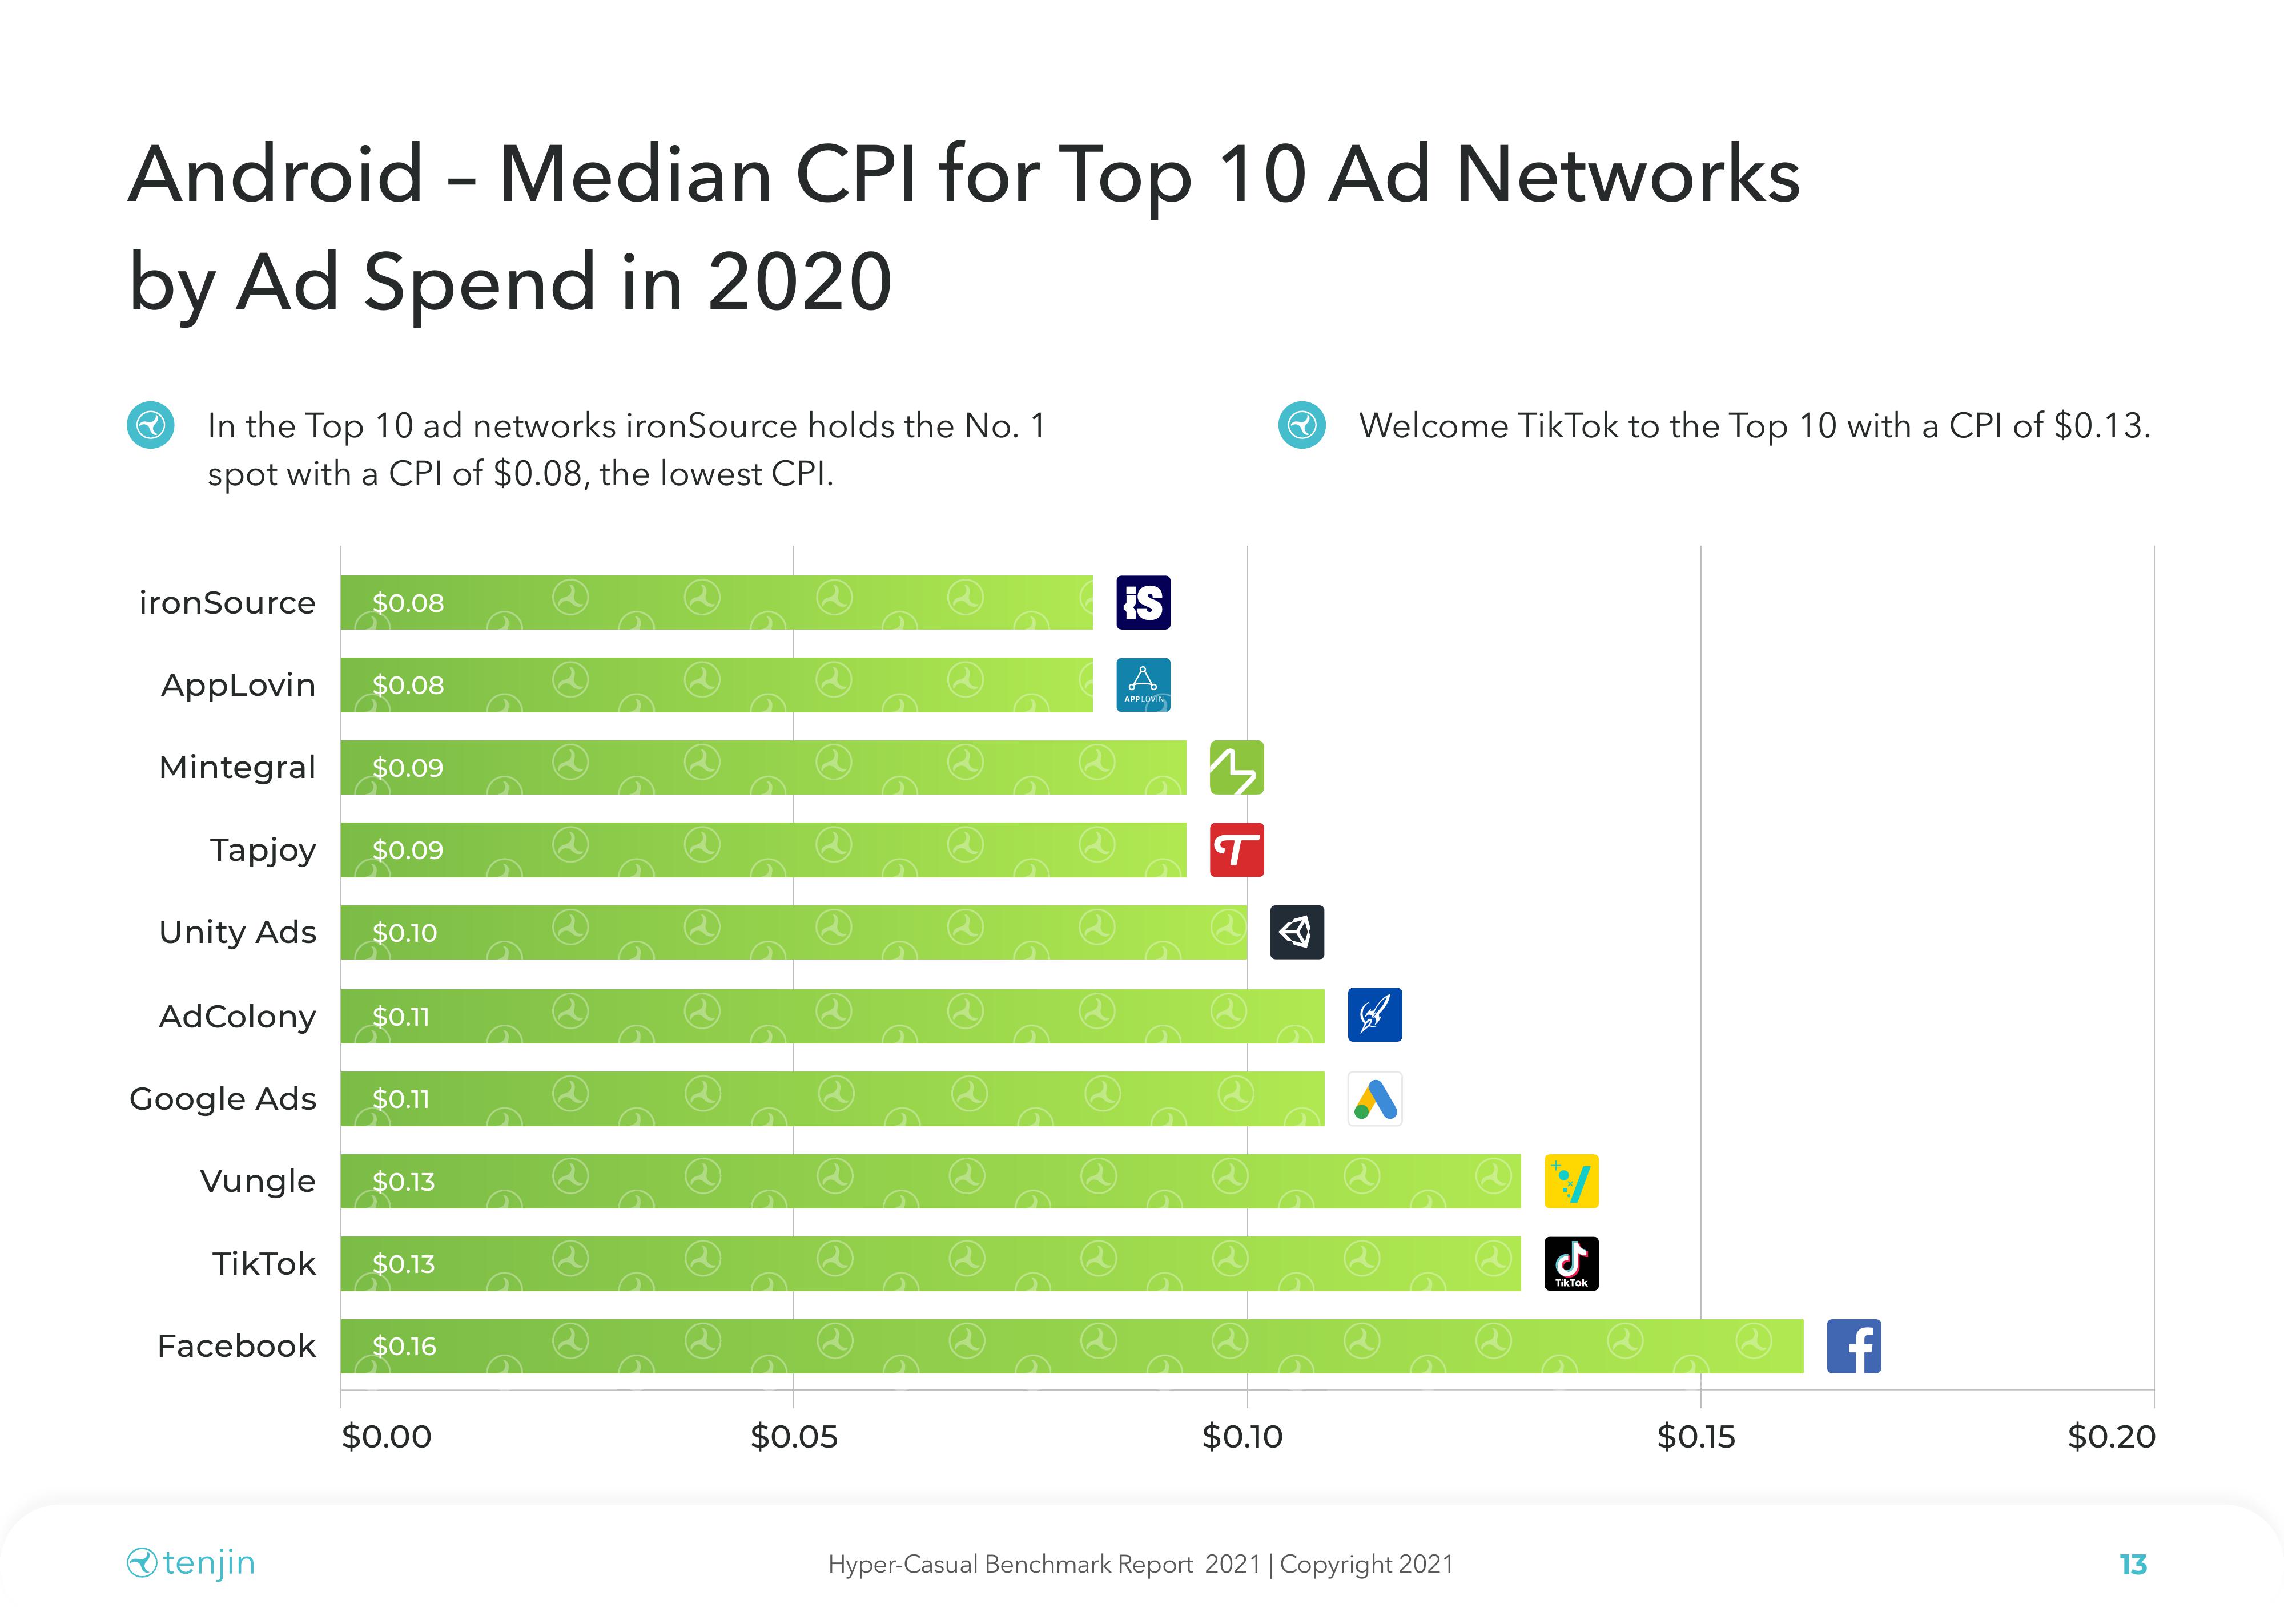 Android – Median CPI for Top 10 Ad Networks
by Ad Spend in 2020
In the Top 10 ad networks ironSource holds the No. 1
spot with a CPI of $0.08, the lowest CPI.
Welcome TikTok to the Top 10 with a CPI of $0.13.
ironSource $0.08 iS
AppLovin $0.08 APPLOVIN
Mintegral $0.09
Tapjoy $0.09
Unity Ads $0.10
AdColony $0.11
Google Ads $0.11
Vungle $0.13
TikTok $0.13 TikTok
Facebook $0.16 f
$0.00 $0.05 $0.10 $0.15 $0.20
tenjin
Hyper-Casual Benchmark Report 2021 | Copyright 2021
13